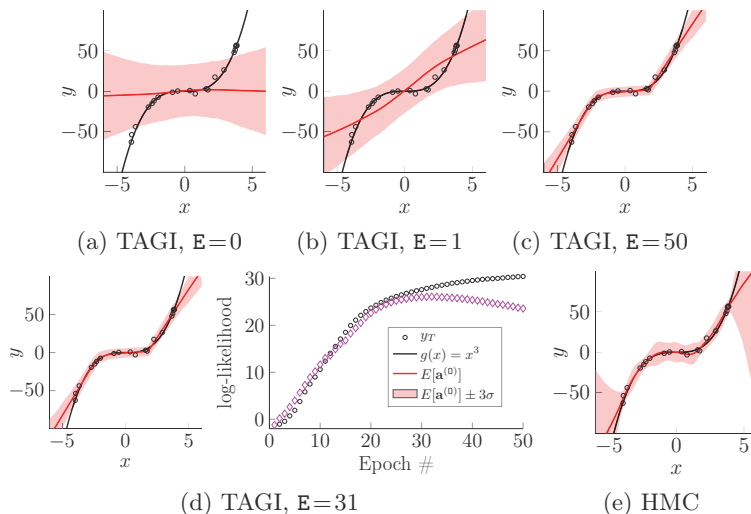 50
0
−50
y
−5
0
5
x
(a) TAGI, E=0
50
0
−50
y
−5
0
5
x
(b) TAGI, E=1
50
0
−50
y
−5
0
5
x
(c) TAGI, E=50
50
0
−50
y
−5
0
5
x
30
20
10
0
log-likelihood
0
10
20
30
40
50
Epoch #
y_T
g(x) = x³
E[a⁽⁰⁾]
E[a⁽⁰⁾] ± 3σ
(d) TAGI, E=31
50
0
−50
y
−5
0
5
x
(e) HMC